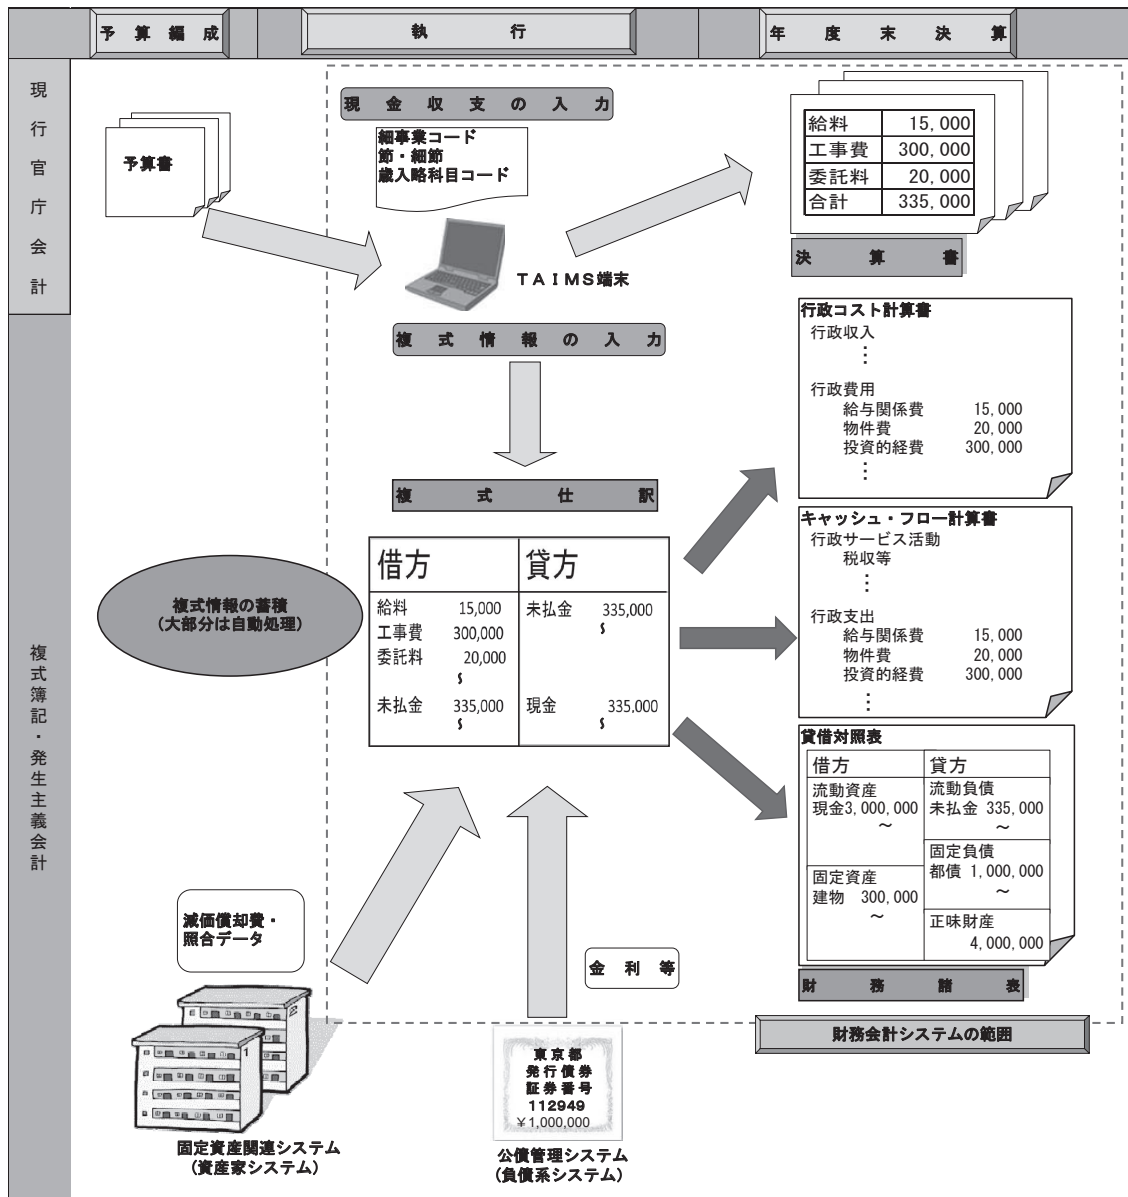 予算編成
執行
年度末決算
現行官庁会計
予算書
現金収支の入力
細事業コード
節・細節
歳入略科目コード
TAIMS端末
給料 15,000
工事費 300,000
委託料 20,000
合計 335,000
決算書
複式簿記・発生主義会計
複式情報の入力
複式仕訳
複式情報の蓄積
(大部分は自動処理)
借方 貸方
給料 15,000 未払金 335,000
工事費 300,000
委託料 20,000
未払金 335,000 現金 335,000
行政コスト計算書
行政収入
⋮
行政費用
給与関係費 15,000
物件費 20,000
投資的経費 300,000
⋮
キャッシュ・フロー計算書
行政サービス活動
税収等
⋮
行政支出
給与関係費 15,000
物件費 20,000
投資的経費 300,000
⋮
貸借対照表
借方 貸方
流動資産 流動負債
現金3,000,000 未払金 335,000
~ ~
固定負債
都債 1,000,000
~
固定資産
建物 300,000
~
正味財産
4,000,000
財務諸表
財務会計システムの範囲
減価償却費・
照合データ
1
固定資産関連システム
(資産家システム)
金利等
東京都
発行債券
証券番号
112949
¥1,000,000
公債管理システム
(負債系システム)